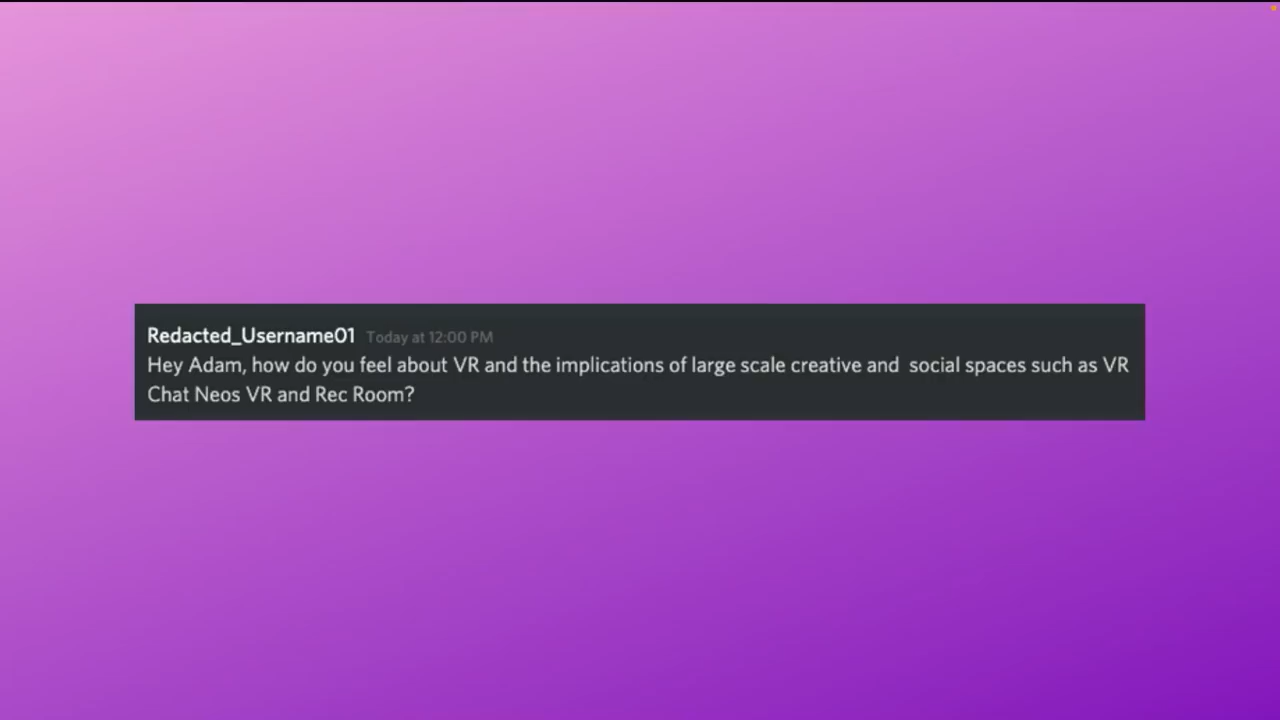 Redacted_Username01 Today at 12:00 PM
Hey Adam, how do you feel about VR and the implications of large scale creative and  social spaces such as VR
Chat Neos VR and Rec Room?